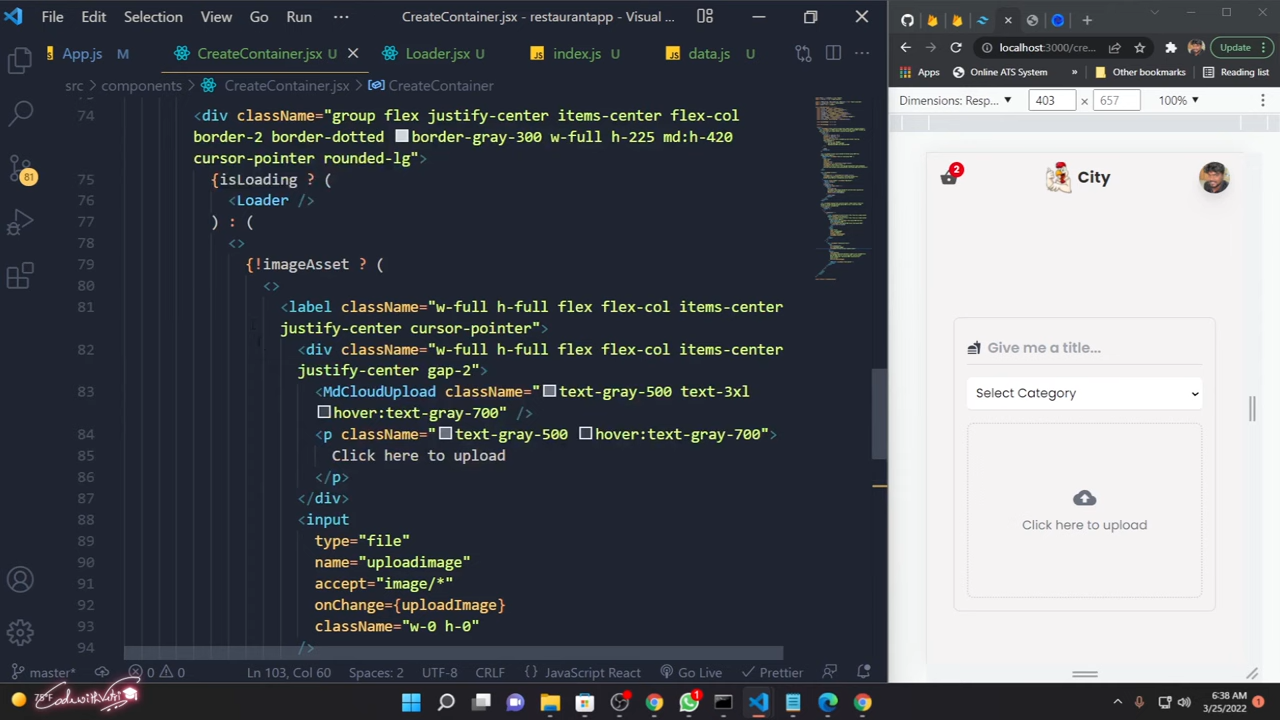 File Edit Selection View Go Run ··· CreateContainer.jsx - restaurantapp - Visual ...
App.js M CreateContainer.jsx U Loader.jsx U index.js U data.js U
src > components > CreateContainer.jsx > CreateContainer
74 <div className="group flex justify-center items-center flex-col
border-2 border-dotted border-gray-300 w-full h-225 md:h-420
cursor-pointer rounded-lg">
75 {isLoading ? (
76 <Loader />
77 ) : (
78 <>
79 {!imageAsset ? (
80 <>
81 <label className="w-full h-full flex flex-col items-center
justify-center cursor-pointer">
82 <div className="w-full h-full flex flex-col items-center
justify-center gap-2">
83 <MdCloudUpload className="text-gray-500 text-3xl
hover:text-gray-700" />
84 <p className="text-gray-500 hover:text-gray-700">
85 Click here to upload
86 </p>
87 </div>
88 <input
89 type="file"
90 name="uploadimage"
91 accept="image/*"
92 onChange={uploadImage}
93 className="w-0 h-0"
94 />
81
master* 0 0 Ln 103, Col 60 Spaces: 2 UTF-8 CRLF {} JavaScript React Go Live Prettier
localhost:3000/cre... Update
Apps Online ATS System » Other bookmarks Reading list
Dimensions: Resp... 403 × 657 100%
2 City
Give me a title...
Select Category
Click here to upload
78°F CodewithVetri
1
6:38 AM
3/25/2022
1